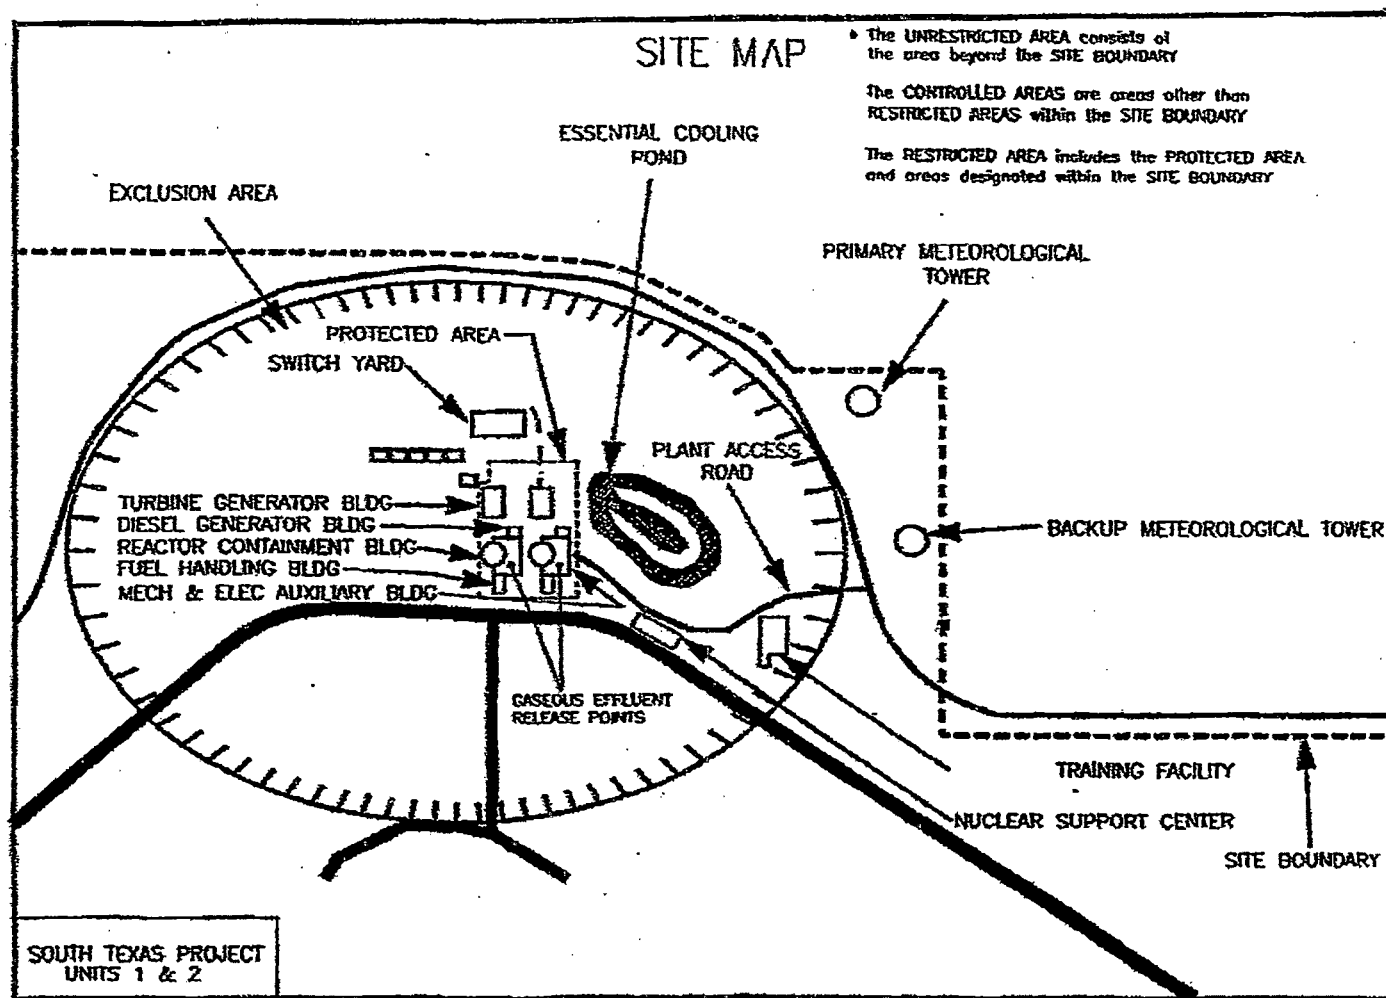 SITE MAP
* The UNRESTRICTED AREA consists of
the area beyond the SITE BOUNDARY
The CONTROLLED AREAS are areas other than
RESTRICTED AREAS within the SITE BOUNDARY
The RESTRICTED AREA includes the PROTECTED AREA
and areas designated within the SITE BOUNDARY
ESSENTIAL COOLING
POND
EXCLUSION AREA
PRIMARY METEOROLOGICAL
TOWER
PROTECTED AREA
SWITCH YARD
PLANT ACCESS
ROAD
TURBINE GENERATOR BLDG
DIESEL GENERATOR BLDG
REACTOR CONTAINMENT BLDG
FUEL HANDLING BLDG
MECH & ELEC AUXILIARY BLDG
BACKUP METEOROLOGICAL TOWER
GASEOUS EFFLUENT
RELEASE POINTS
TRAINING FACILITY
NUCLEAR SUPPORT CENTER
SITE BOUNDARY
SOUTH TEXAS PROJECT
UNITS 1 & 2